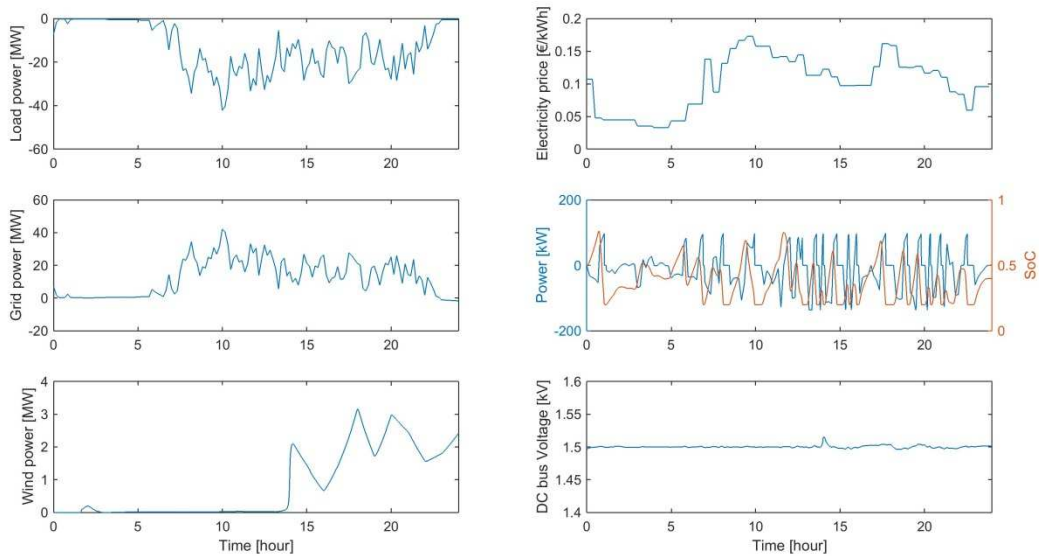 Load power [MW]
0
-20
-40
-60
0 5 10 15 20
Electricity price [€/kWh]
0.2
0.15
0.1
0.05
0
0 5 10 15 20
Grid power [MW]
60
40
20
0
-20
0 5 10 15 20
Power [kW]
200
0
-200
0 5 10 15 20
1
0.5
0
SoC
Wind power [MW]
4
3
2
1
0
0 5 10 15 20
Time [hour]
DC bus Voltage [kV]
1.6
1.55
1.5
1.45
1.4
0 5 10 15 20
Time [hour]